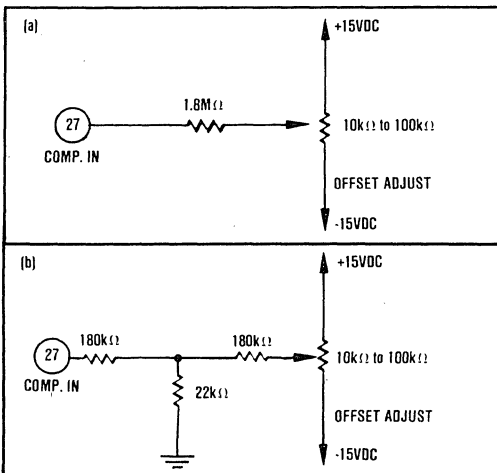 (a)
+15VDC
1.8MΩ
27
10kΩ to 100kΩ
COMP. IN
OFFSET ADJUST
-15VDC
(b)
+15VDC
180kΩ
180kΩ
27
10kΩ to 100kΩ
COMP. IN
22kΩ
OFFSET ADJUST
-15VDC